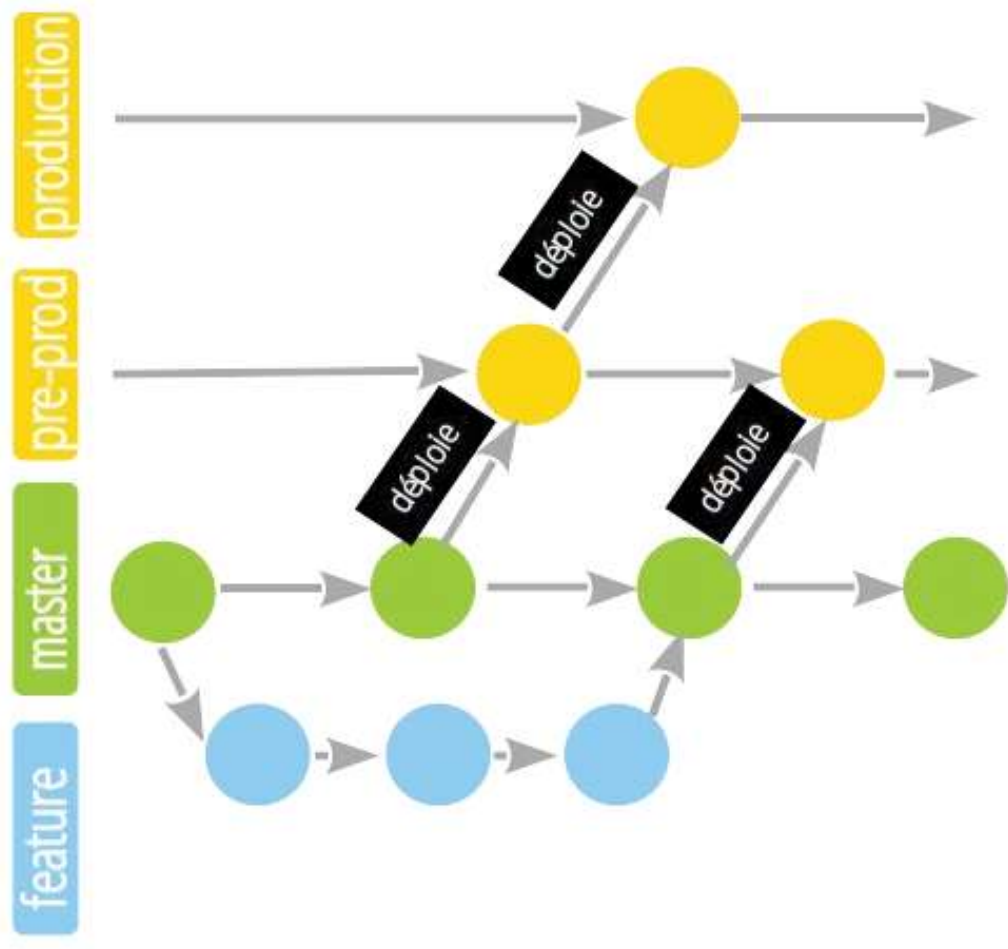 production
déploie
pre-prod
déploie
déploie
master
feature